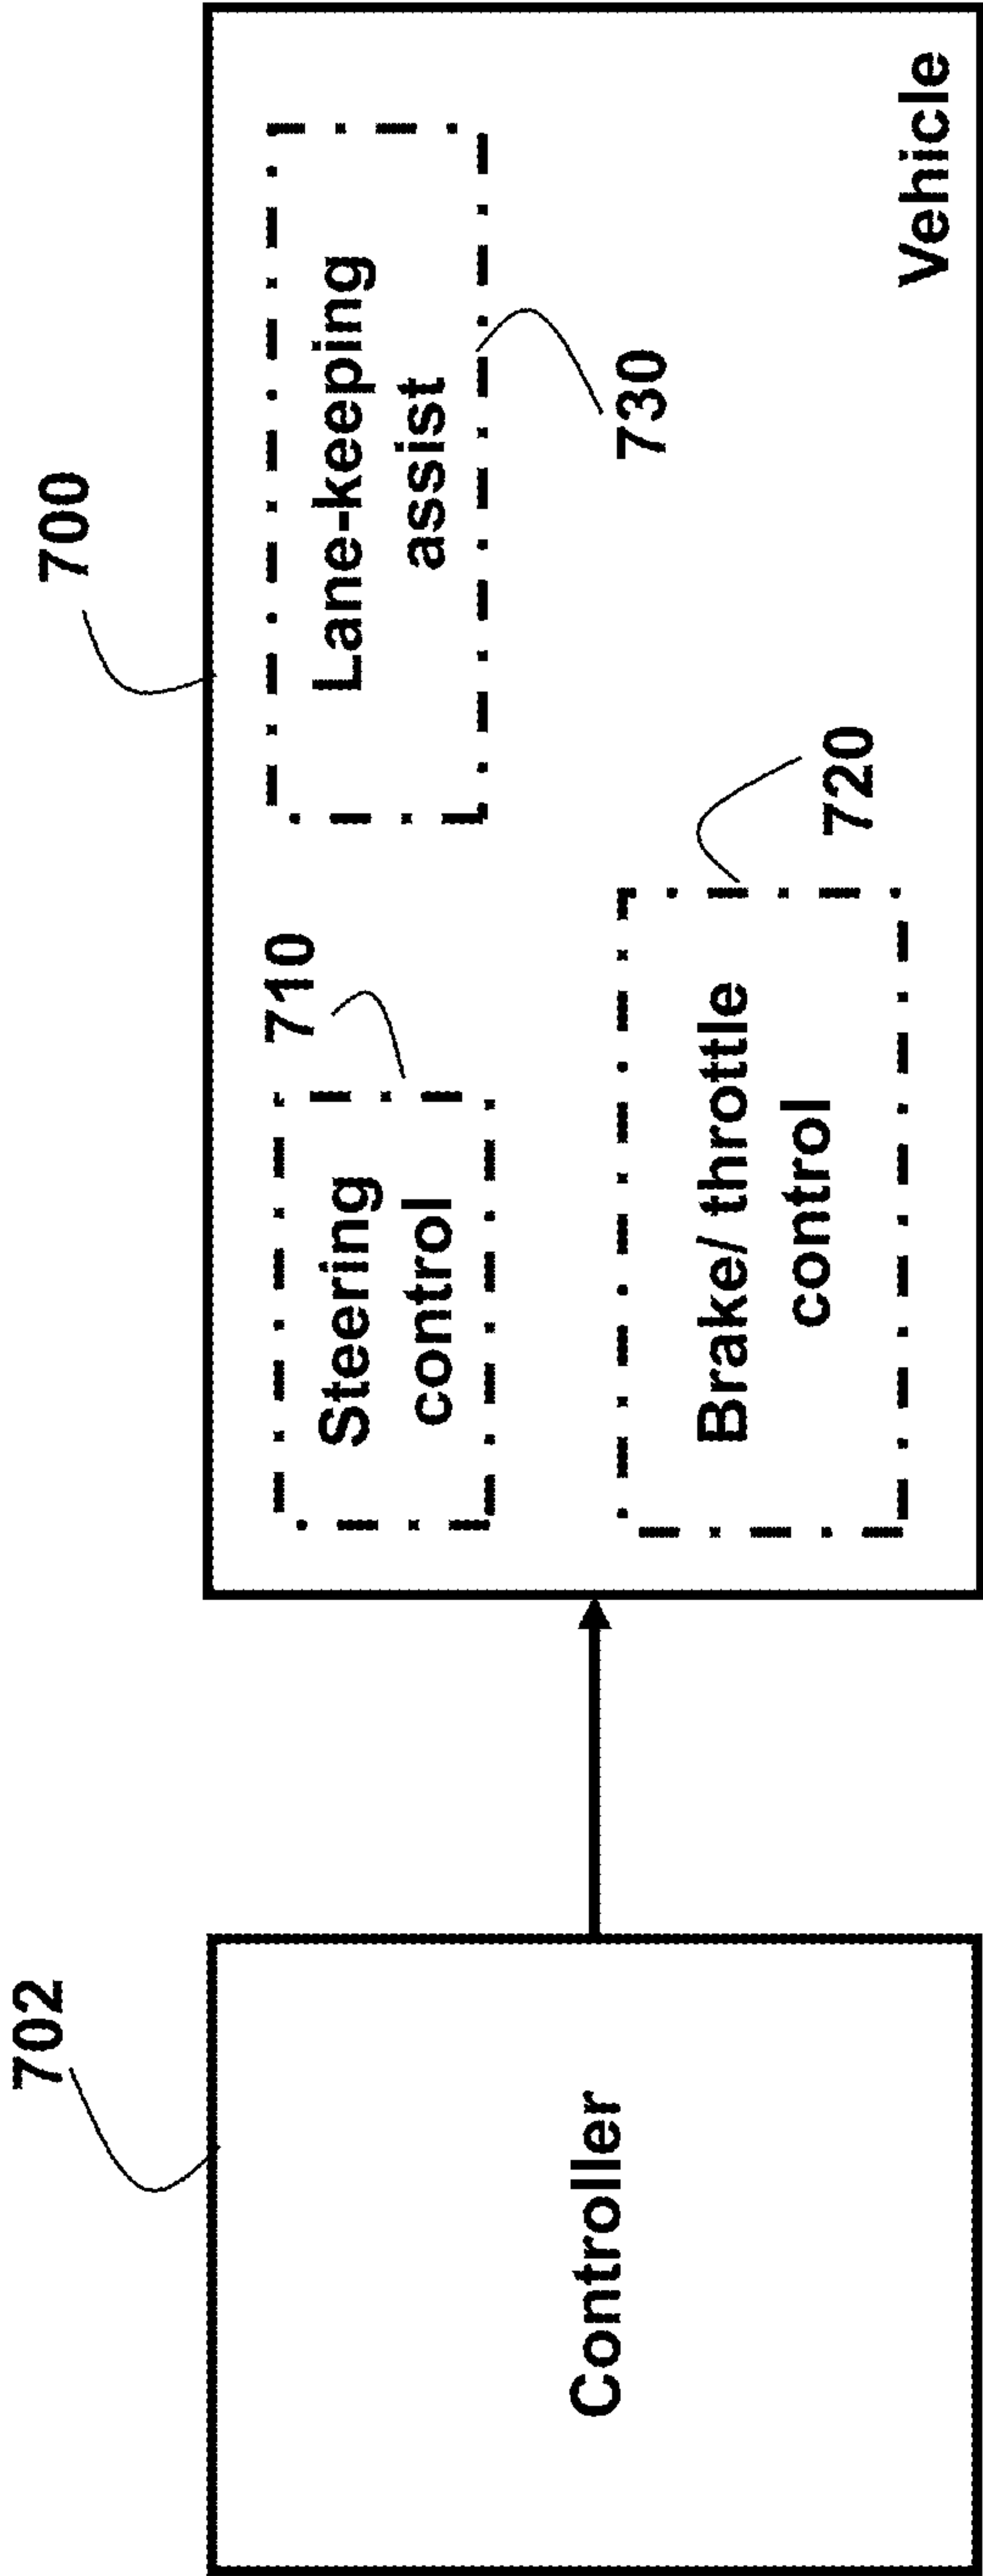 702
700
Controller
Steering
control
710
Lane-keeping
assist
730
Brake/ throttle
control
720
Vehicle